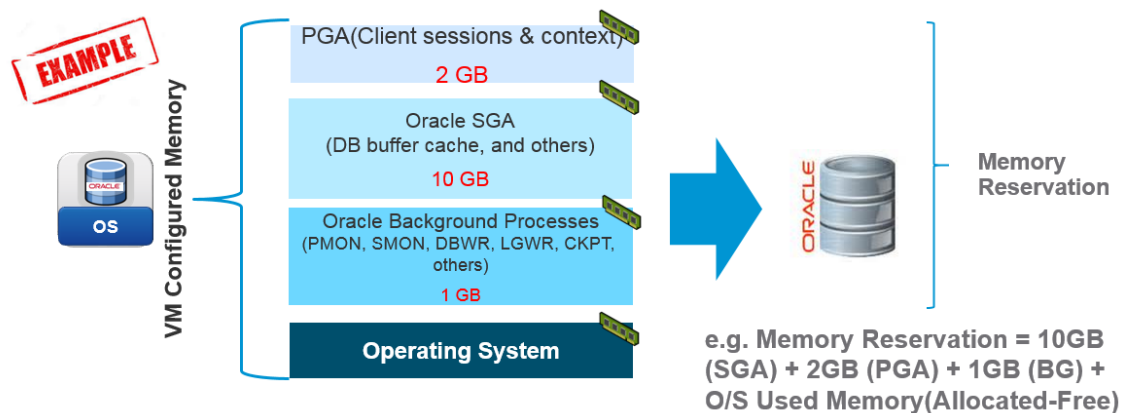 EXAMPLE
VM Configured Memory
ORACLE
OS
PGA(Client sessions & context)
2 GB
Oracle SGA
(DB buffer cache, and others)
10 GB
Oracle Background Processes
(PMON, SMON, DBWR, LGWR, CKPT,
others)
1 GB
Operating System
ORACLE
Memory
Reservation
e.g. Memory Reservation = 10GB
(SGA) + 2GB (PGA) + 1GB (BG) +
O/S Used Memory(Allocated-Free)